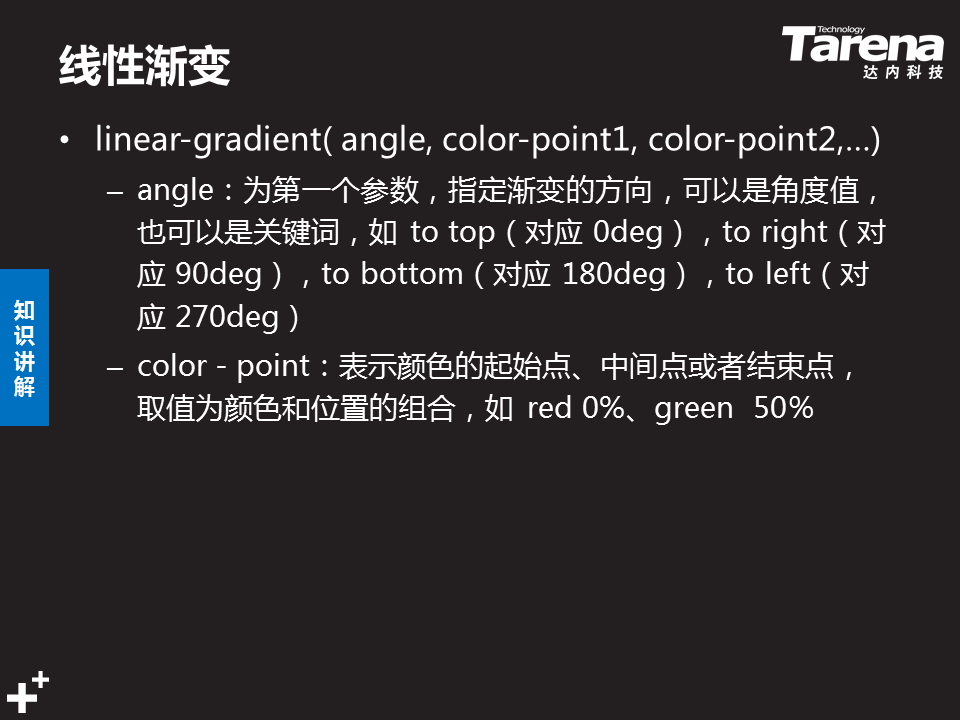 线性渐变
Technology
Tarena
达内科技
• linear-gradient( angle, color-point1, color-point2,…)
– angle：为第一个参数，指定渐变的方向，可以是角度值，
也可以是关键词，如 to top（对应 0deg），to right（对
应 90deg），to bottom（对应 180deg），to left（对
应 270deg）
– color - point：表示颜色的起始点、中间点或者结束点，
取值为颜色和位置的组合，如 red 0%、green 50%
知
识
讲
解